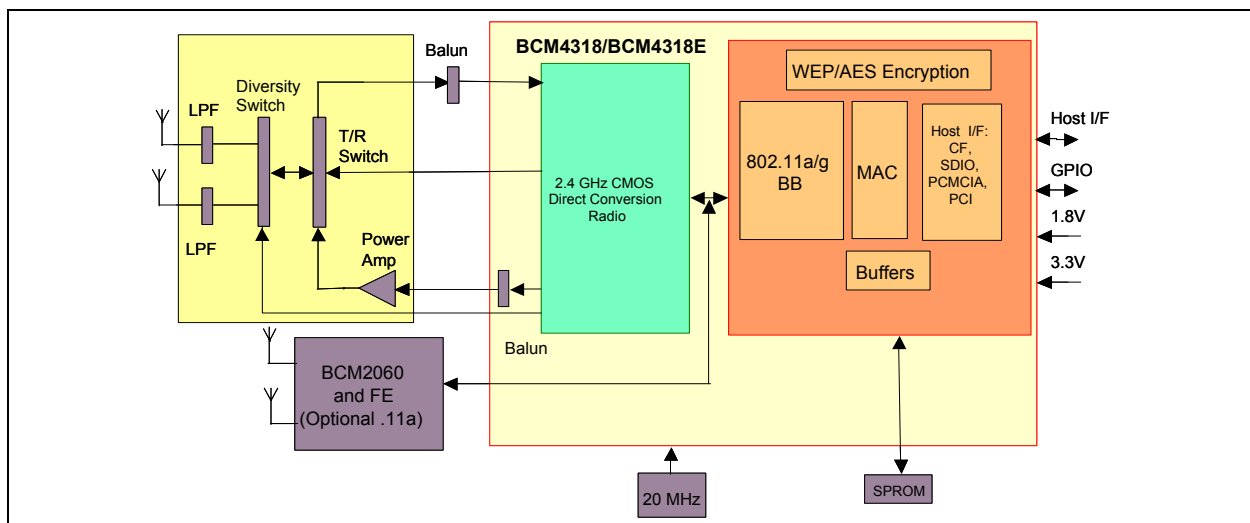 BCM4318/BCM4318E
Balun
WEP/AES Encryption
Diversity
Switch
LPF
T/R
Switch
Host I/F
802.11a/g
BB
MAC
Host I/F:
CF,
SDIO,
PCMCIA,
PCI
GPIO
2.4 GHz CMOS
Direct Conversion
Radio
1.8V
LPF
Power
Amp
3.3V
Buffers
Balun
BCM2060
and FE
(Optional .11a)
20 MHz
SPROM